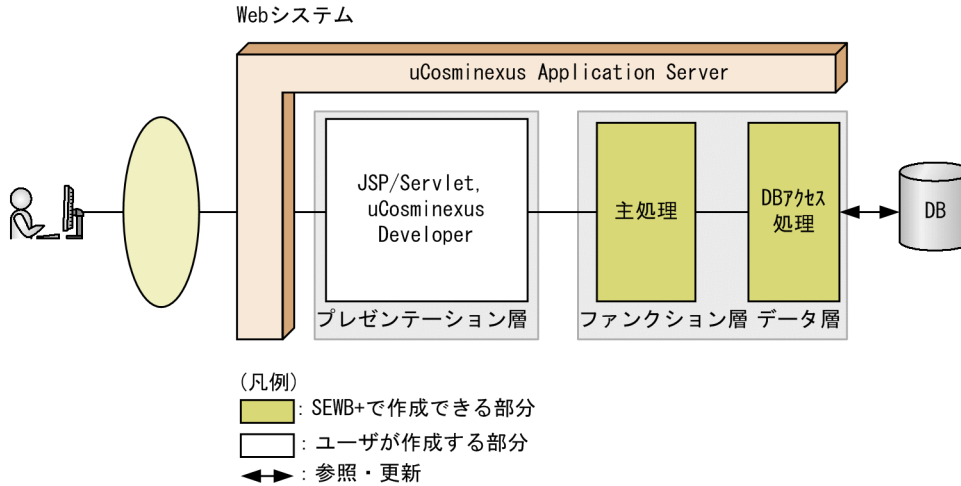 Webシステム
uCosminexus Application Server
JSP/Servlet,
uCosminexus
Developer
主処理
DBｱｸｾｽ
処理
DB
プレゼンテーション層
ファンクション層
データ層
(凡例)
: SEWB+で作成できる部分
: ユーザが作成する部分
: 参照・更新